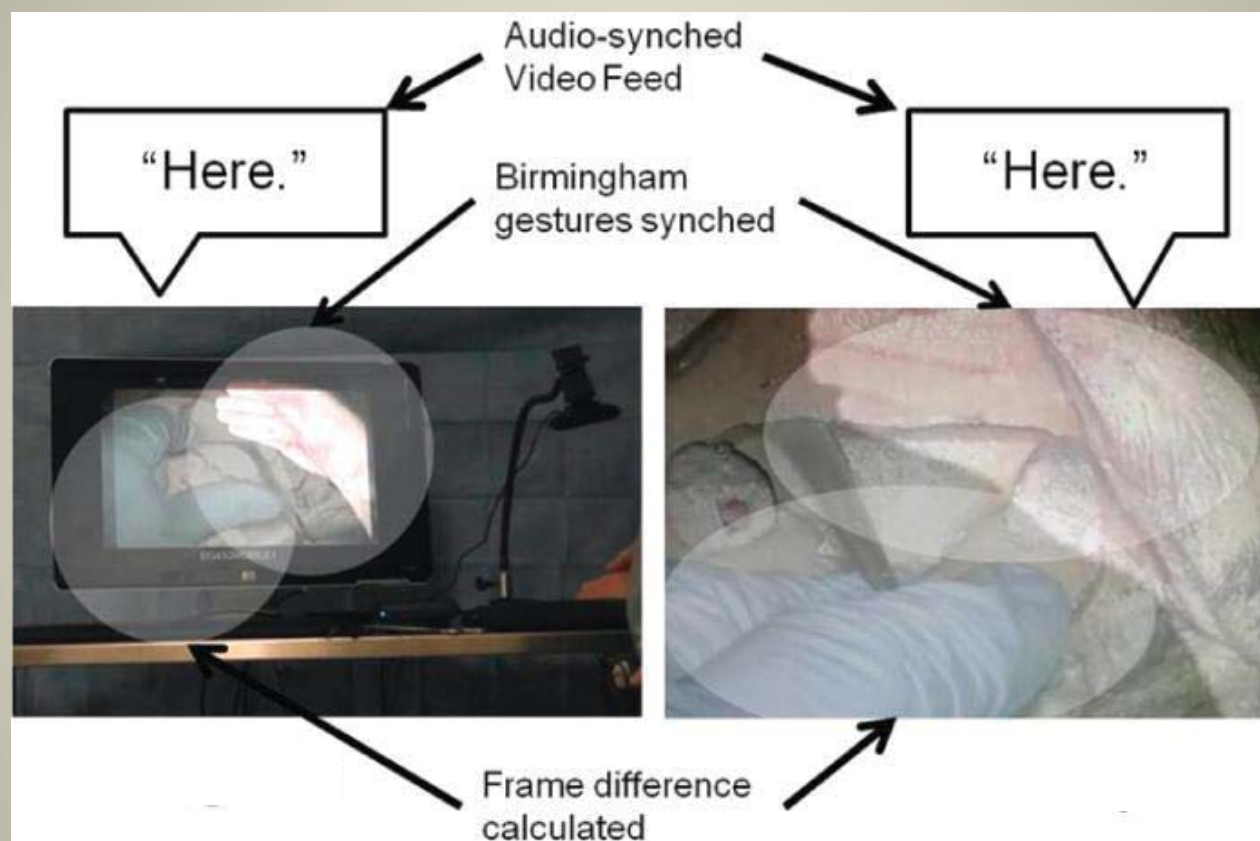 Audio-synched
Video Feed
“Here.”
“Here.”
Birmingham
gestures synched
Frame difference
calculated